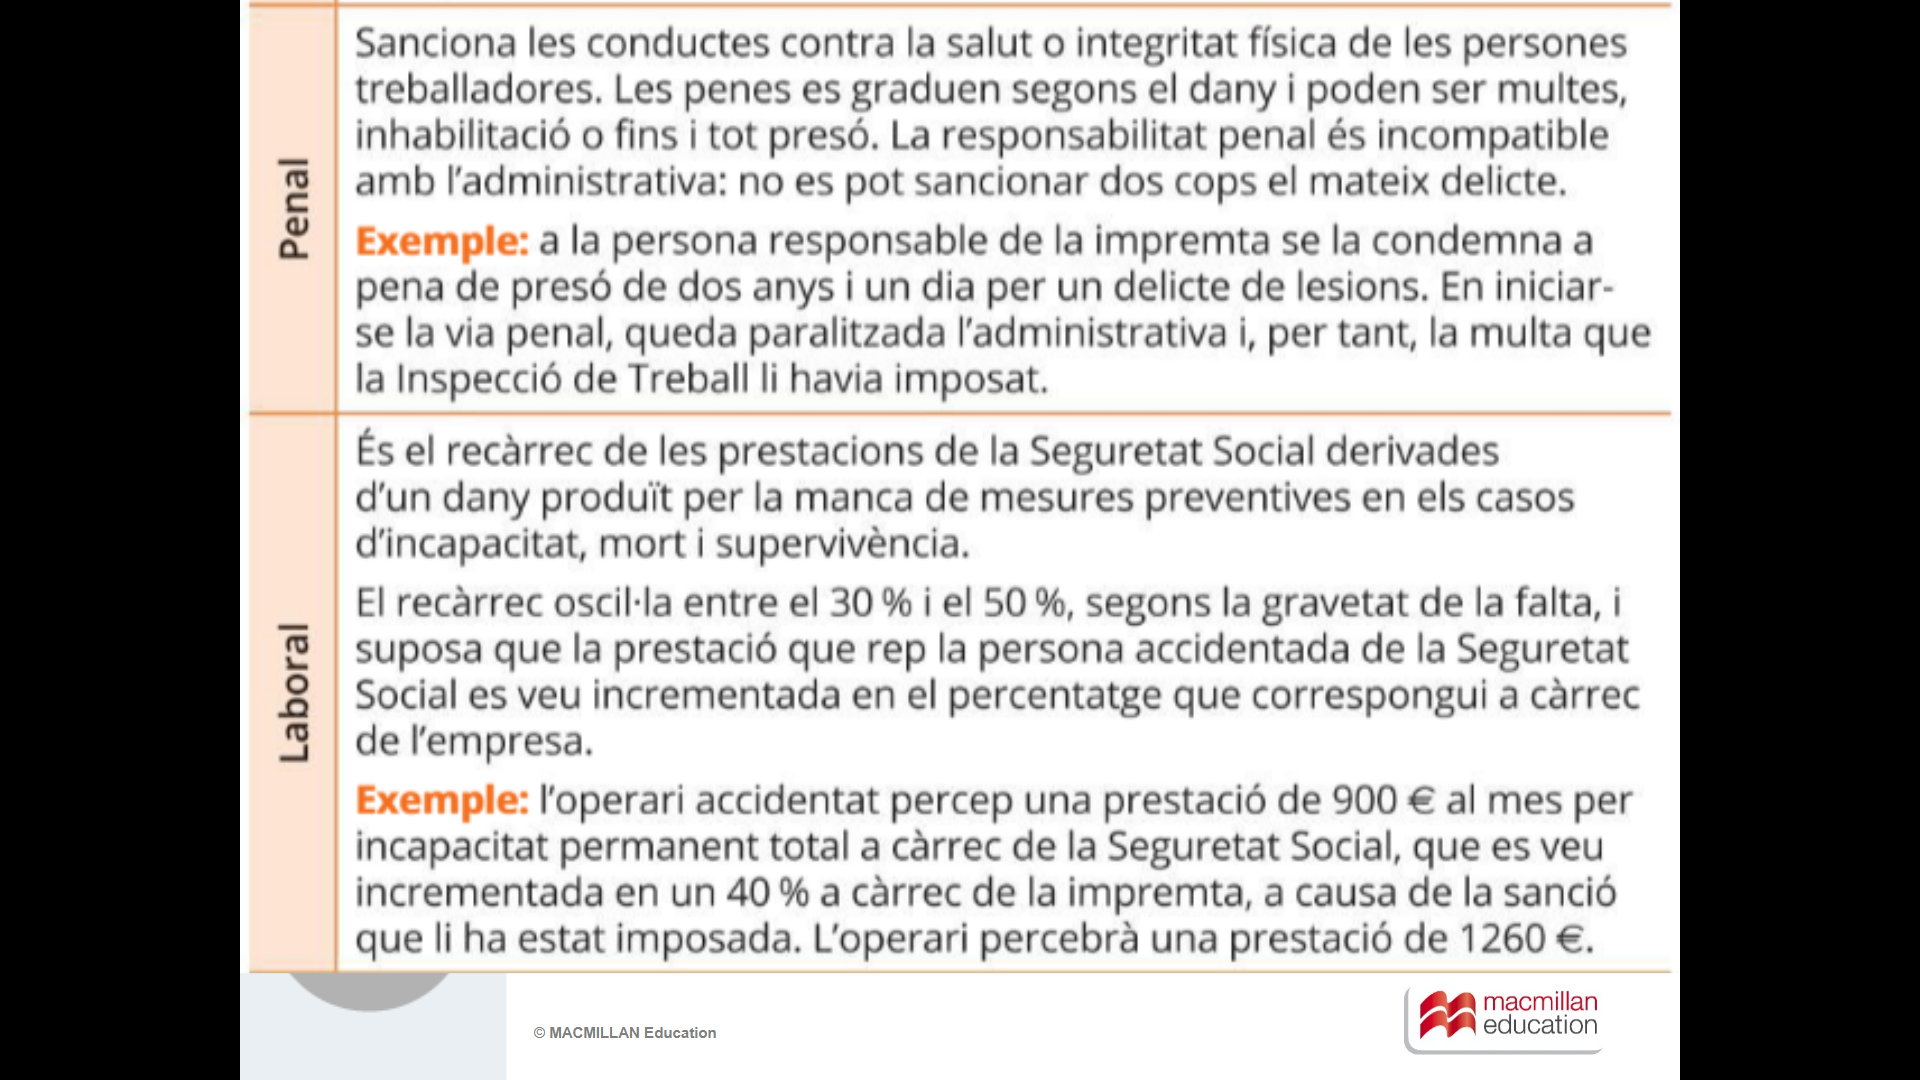 Penal
Sanciona les conductes contra la salut o integritat física de les persones
treballadores. Les penes es graduen segons el dany i poden ser multes,
inhabilitació o fins i tot presó. La responsabilitat penal és incompatible
amb l’administrativa: no es pot sancionar dos cops el mateix delicte.
Exemple: a la persona responsable de la impremta se la condemna a
pena de presó de dos anys i un dia per un delicte de lesions. En iniciar-
se la via penal, queda paralitzada l’administrativa i, per tant, la multa que
la Inspecció de Treball li havia imposat.
Laboral
És el recàrrec de les prestacions de la Seguretat Social derivades
d’un dany produït per la manca de mesures preventives en els casos
d’incapacitat, mort i supervivència.
El recàrrec oscil·la entre el 30 % i el 50 %, segons la gravetat de la falta, i
suposa que la prestació que rep la persona accidentada de la Seguretat
Social es veu incrementada en el percentatge que correspongui a càrrec
de l’empresa.
Exemple: l’operari accidentat percep una prestació de 900 € al mes per
incapacitat permanent total a càrrec de la Seguretat Social, que es veu
incrementada en un 40 % a càrrec de la impremta, a causa de la sanció
que li ha estat imposada. L’operari percebrà una prestació de 1260 €.
© MACMILLAN Education
macmillan
education